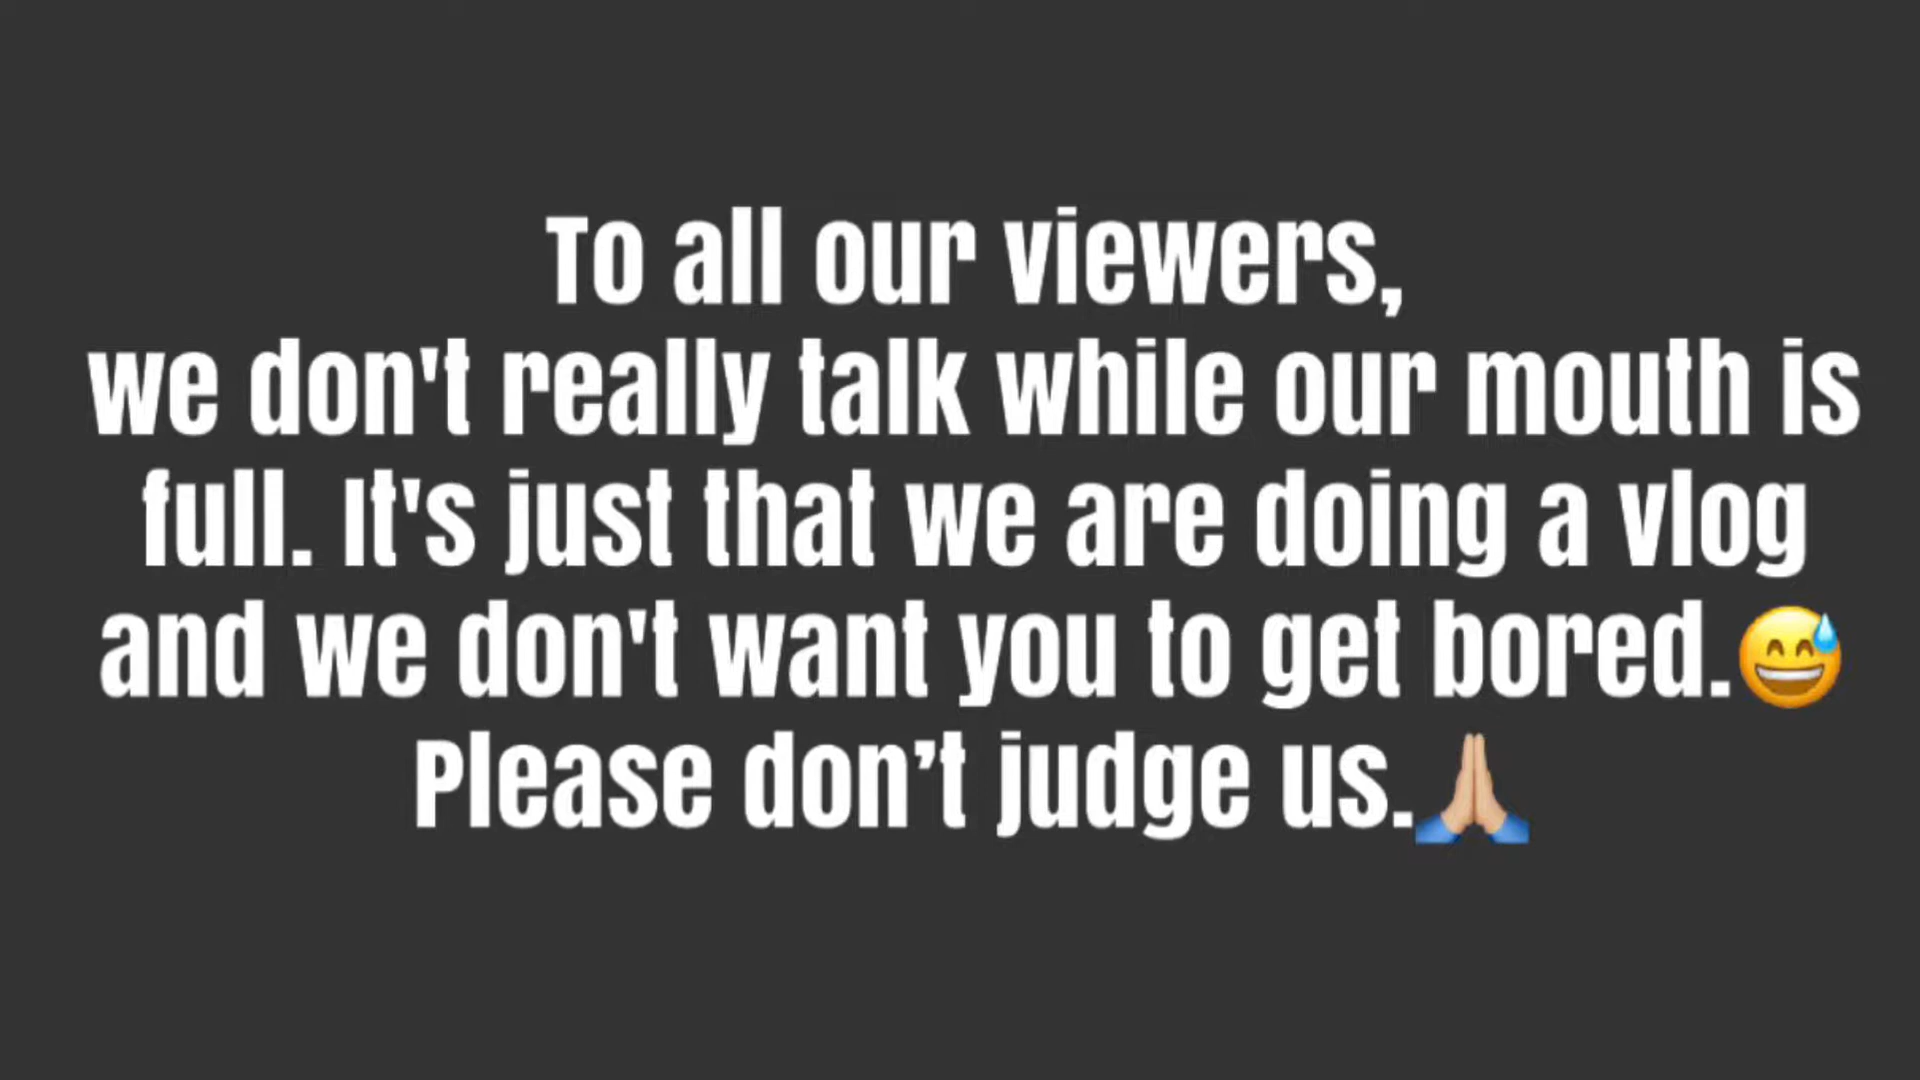 To all our viewers,
we don't really talk while our mouth is
full. It's just that we are doing a vlog
and we don't want you to get bored.😅
Please don’t judge us.🙏🏼